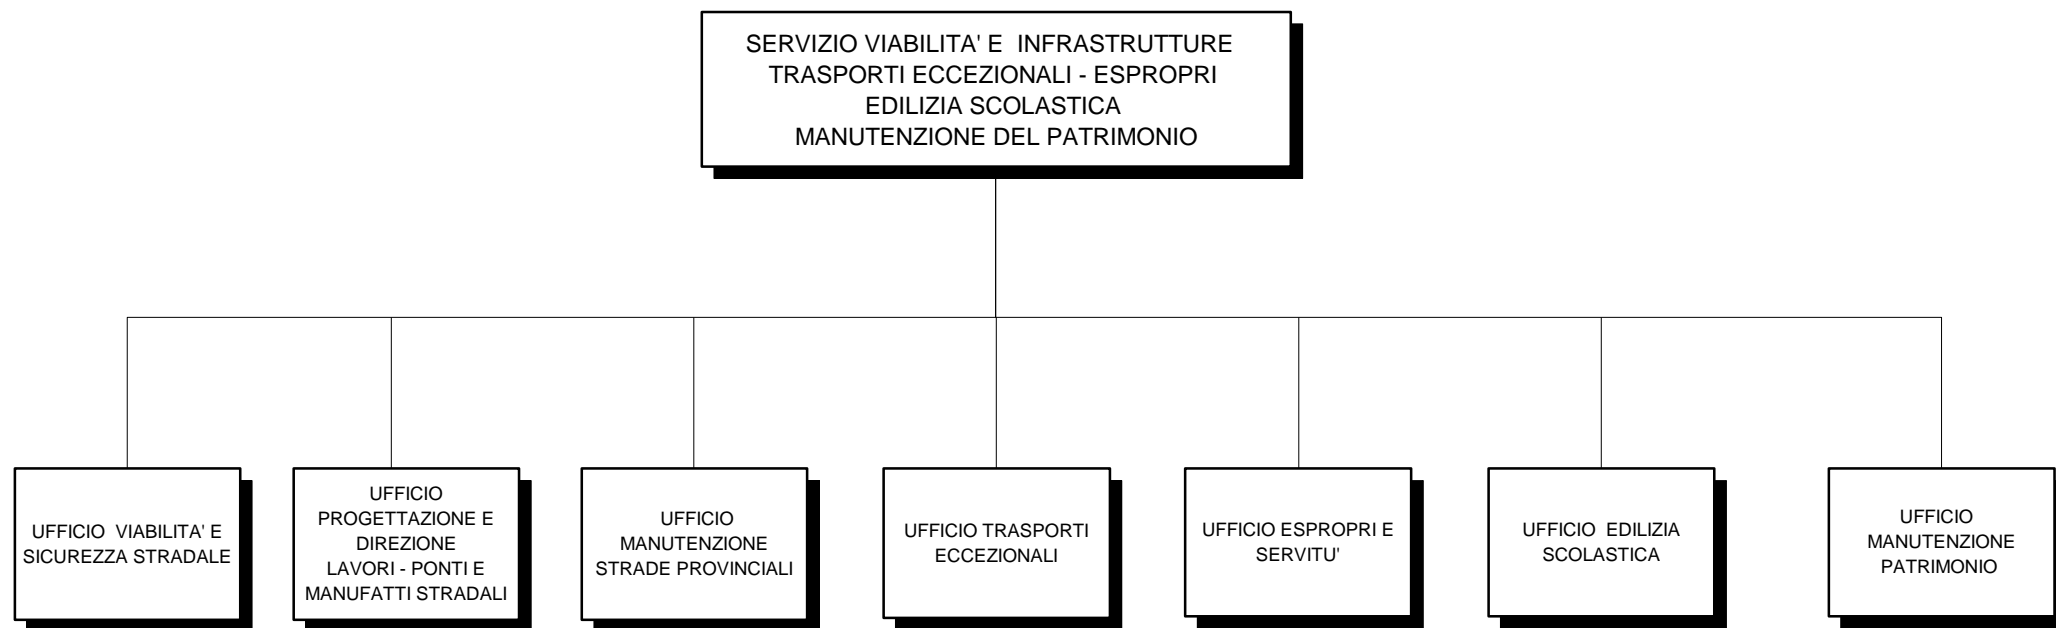 SERVIZIO VIABILITA' E INFRASTRUTTURE
TRASPORTI ECCEZIONALI - ESPROPRI
EDILIZIA SCOLASTICA
MANUTENZIONE DEL PATRIMONIO
UFFICIO VIABILITA' E
SICUREZZA STRADALE
UFFICIO
PROGETTAZIONE E
DIREZIONE
LAVORI - PONTI E
MANUFATTI STRADALI
UFFICIO
MANUTENZIONE
STRADE PROVINCIALI
UFFICIO TRASPORTI
ECCEZIONALI
UFFICIO ESPROPRI E
SERVITU'
UFFICIO EDILIZIA
SCOLASTICA
UFFICIO
MANUTENZIONE
PATRIMONIO